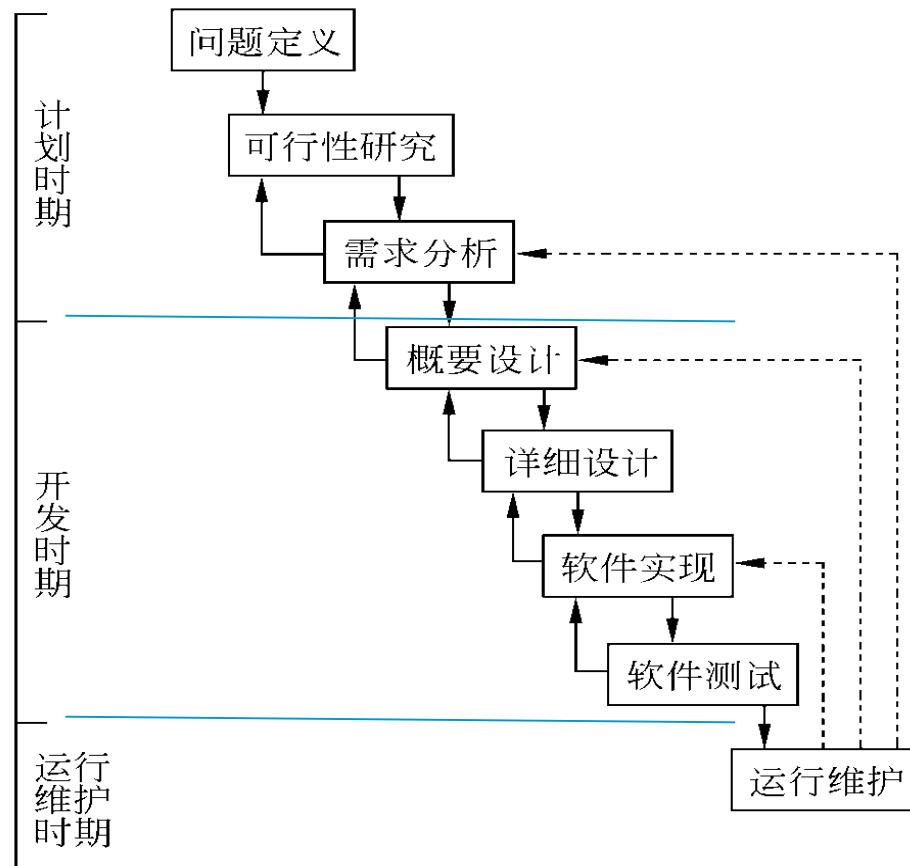 问题定义
可行性研究
需求分析
概要设计
详细设计
软件实现
软件测试
运行维护
计划时期
开发时期
运行
维护
时期